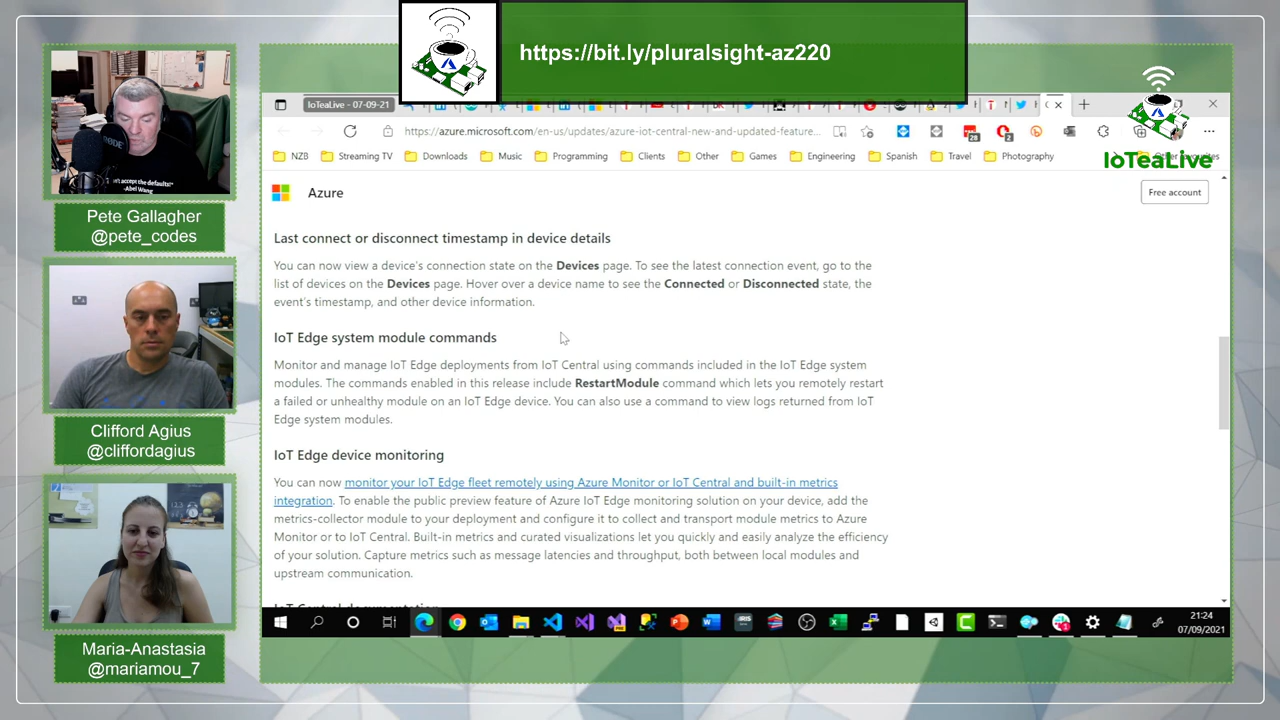 https://bit.ly/pluralsight-az220
IoTeaLive - 07-09-21
https://azure.microsoft.com/en-us/updates/azure-iot-central-new-and-updated-feature...
28
2
NZB
Streaming TV
Downloads
Music
Programming
Clients
Other
Games
Engineering
Spanish
Travel
Photography
IoTeaLive
Azure
Free account
Last connect or disconnect timestamp in device details
You can now view a device's connection state on the Devices page. To see the latest connection event, go to the
list of devices on the Devices page. Hover over a device name to see the Connected or Disconnected state, the
event's timestamp, and other device information.
IoT Edge system module commands
Monitor and manage IoT Edge deployments from IoT Central using commands included in the IoT Edge system
modules. The commands enabled in this release include RestartModule command which lets you remotely restart
a failed or unhealthy module on an IoT Edge device. You can also use a command to view logs returned from IoT
Edge system modules.
IoT Edge device monitoring
You can now monitor your IoT Edge fleet remotely using Azure Monitor or IoT Central and built-in metrics
integration. To enable the public preview feature of Azure IoT Edge monitoring solution on your device, add the
metrics-collector module to your deployment and configure it to collect and transport module metrics to Azure
Monitor or to IoT Central. Built-in metrics and curated visualizations let you quickly and easily analyze the efficiency
of your solution. Capture metrics such as message latencies and throughput, both between local modules and
upstream communication.
IoT Central documentation
21:24
07/09/2021
"Don't accept the defaults!"
-Abel Wang
Pete Gallagher
@pete_codes
Clifford Agius
@cliffordagius
Maria-Anastasia
@mariamou_7